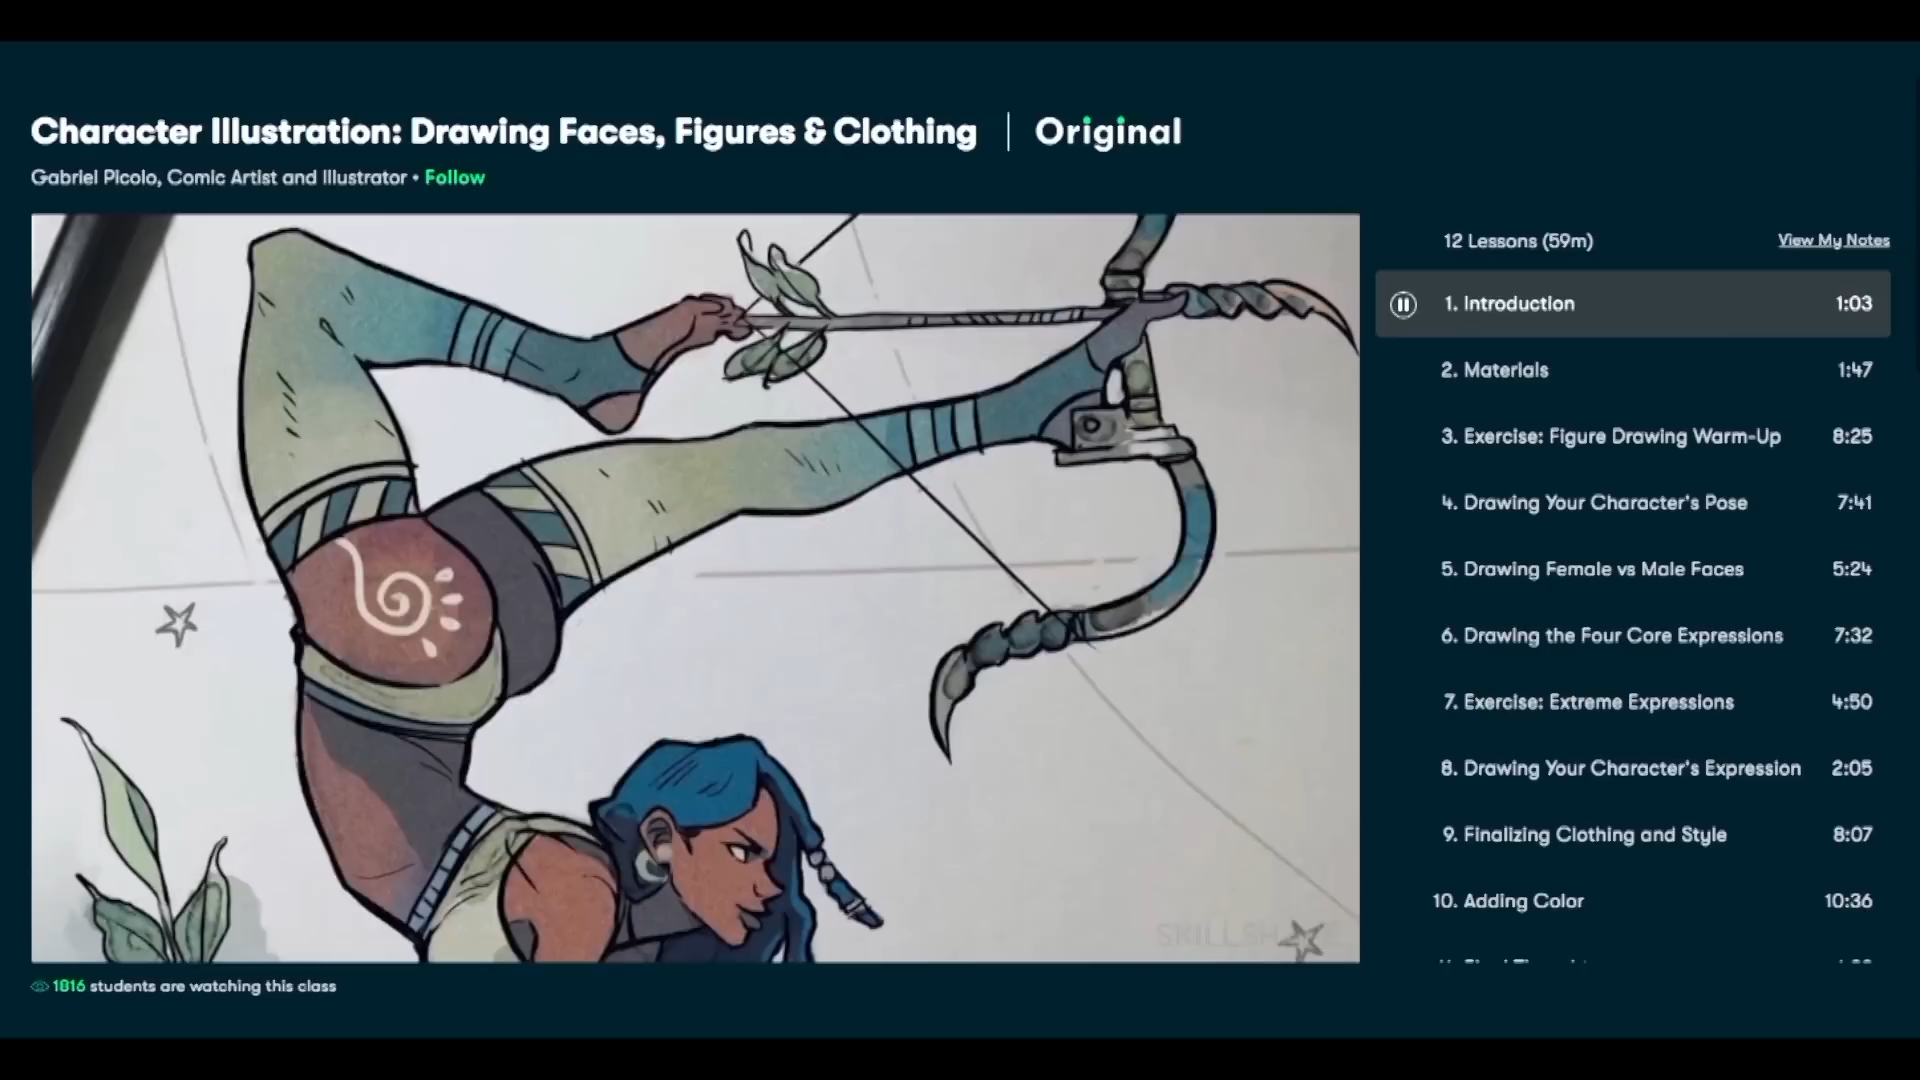 Character Illustration: Drawing Faces, Figures & Clothing | Original
Gabriel Picolo, Comic Artist and Illustrator • Follow
12 Lessons (59m) View My Notes
1. Introduction 1:03
2. Materials 1:47
3. Exercise: Figure Drawing Warm-Up 8:25
4. Drawing Your Character's Pose 7:41
5. Drawing Female vs Male Faces 5:24
6. Drawing the Four Core Expressions 7:32
7. Exercise: Extreme Expressions 4:50
8. Drawing Your Character's Expression 2:05
9. Finalizing Clothing and Style 8:07
10. Adding Color 10:36
1816 students are watching this class